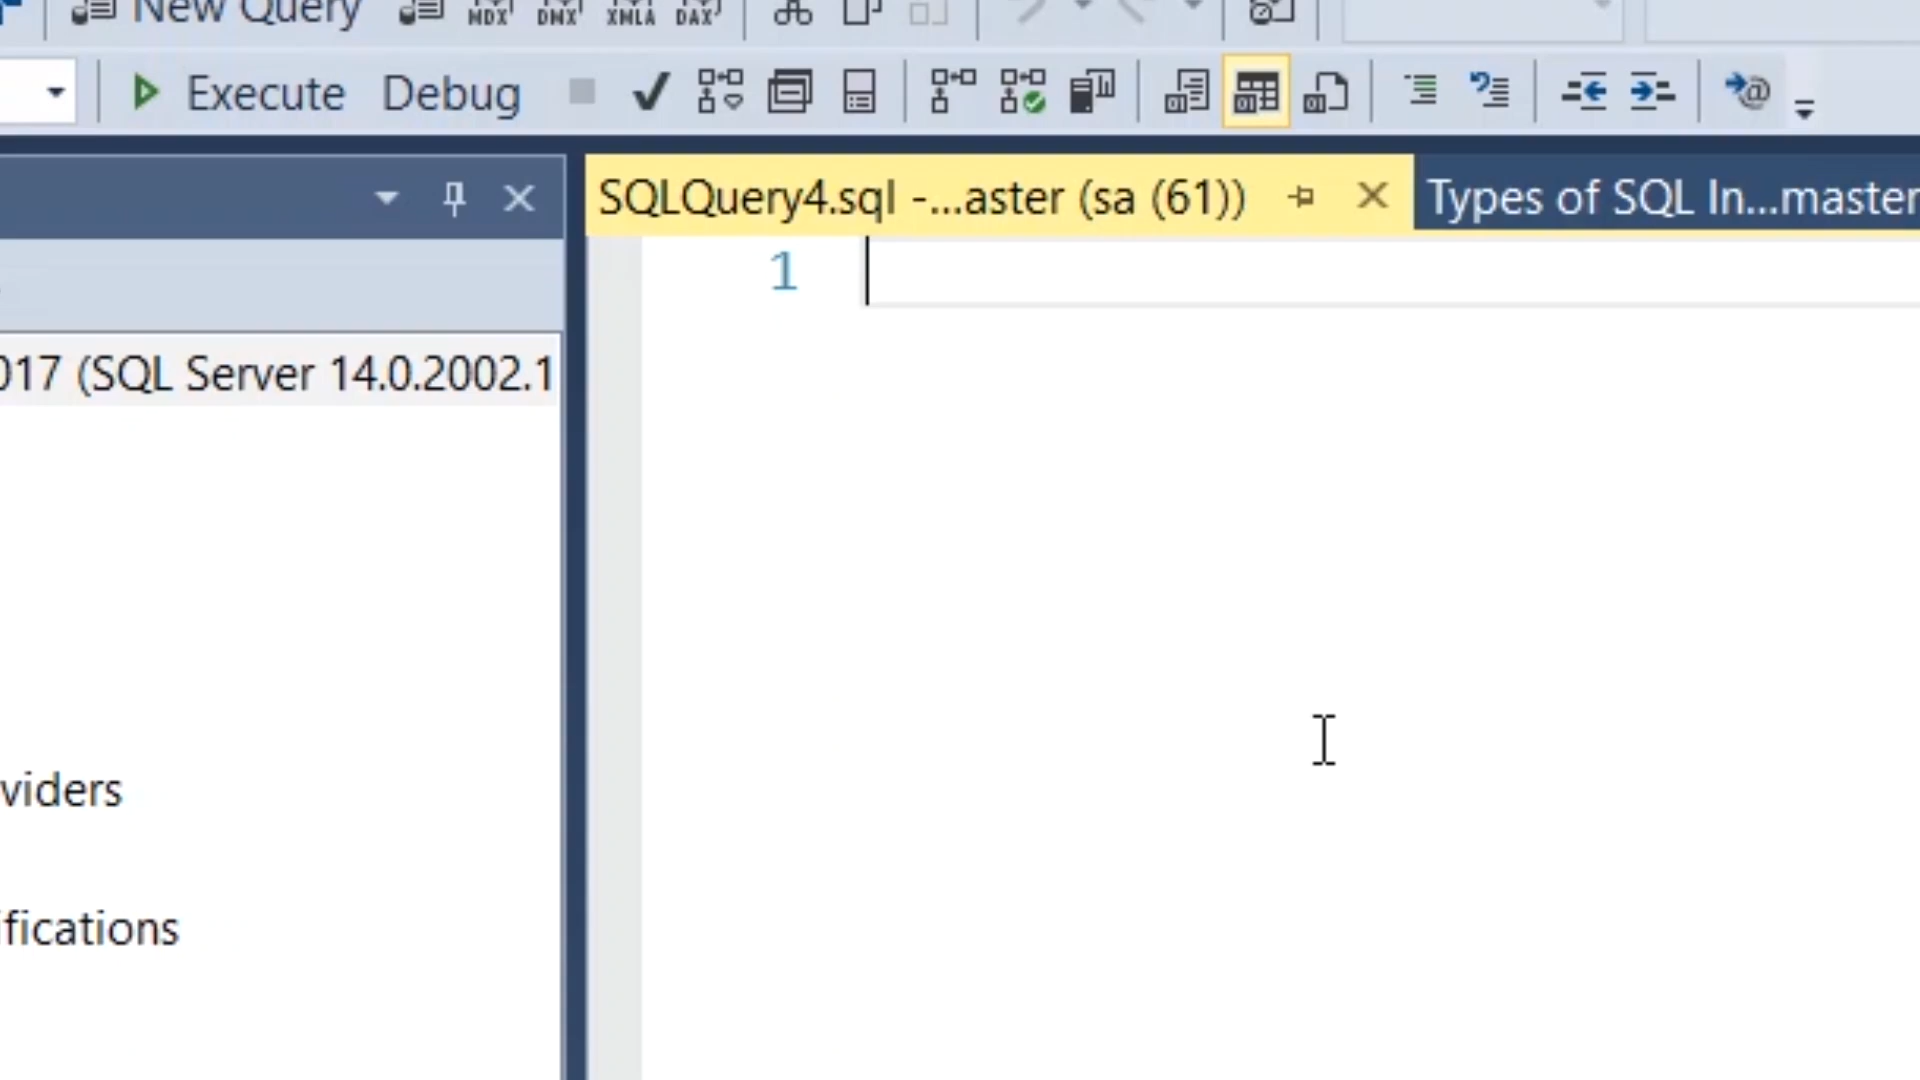 New Query MDX DMX XMLA DAX
Execute Debug
SQLQuery4.sql -...aster (sa (61)) Types of SQL In...master
1
017 (SQL Server 14.0.2002.1
viders
fications